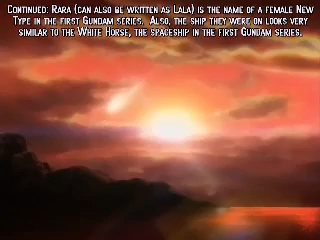 Continued: Rara (can also be written as Lala) is the name of a female New
Type in the first Gundam series.  Also, the ship they were on looks very
similar to the White Horse, the spaceship in the first Gundam series.